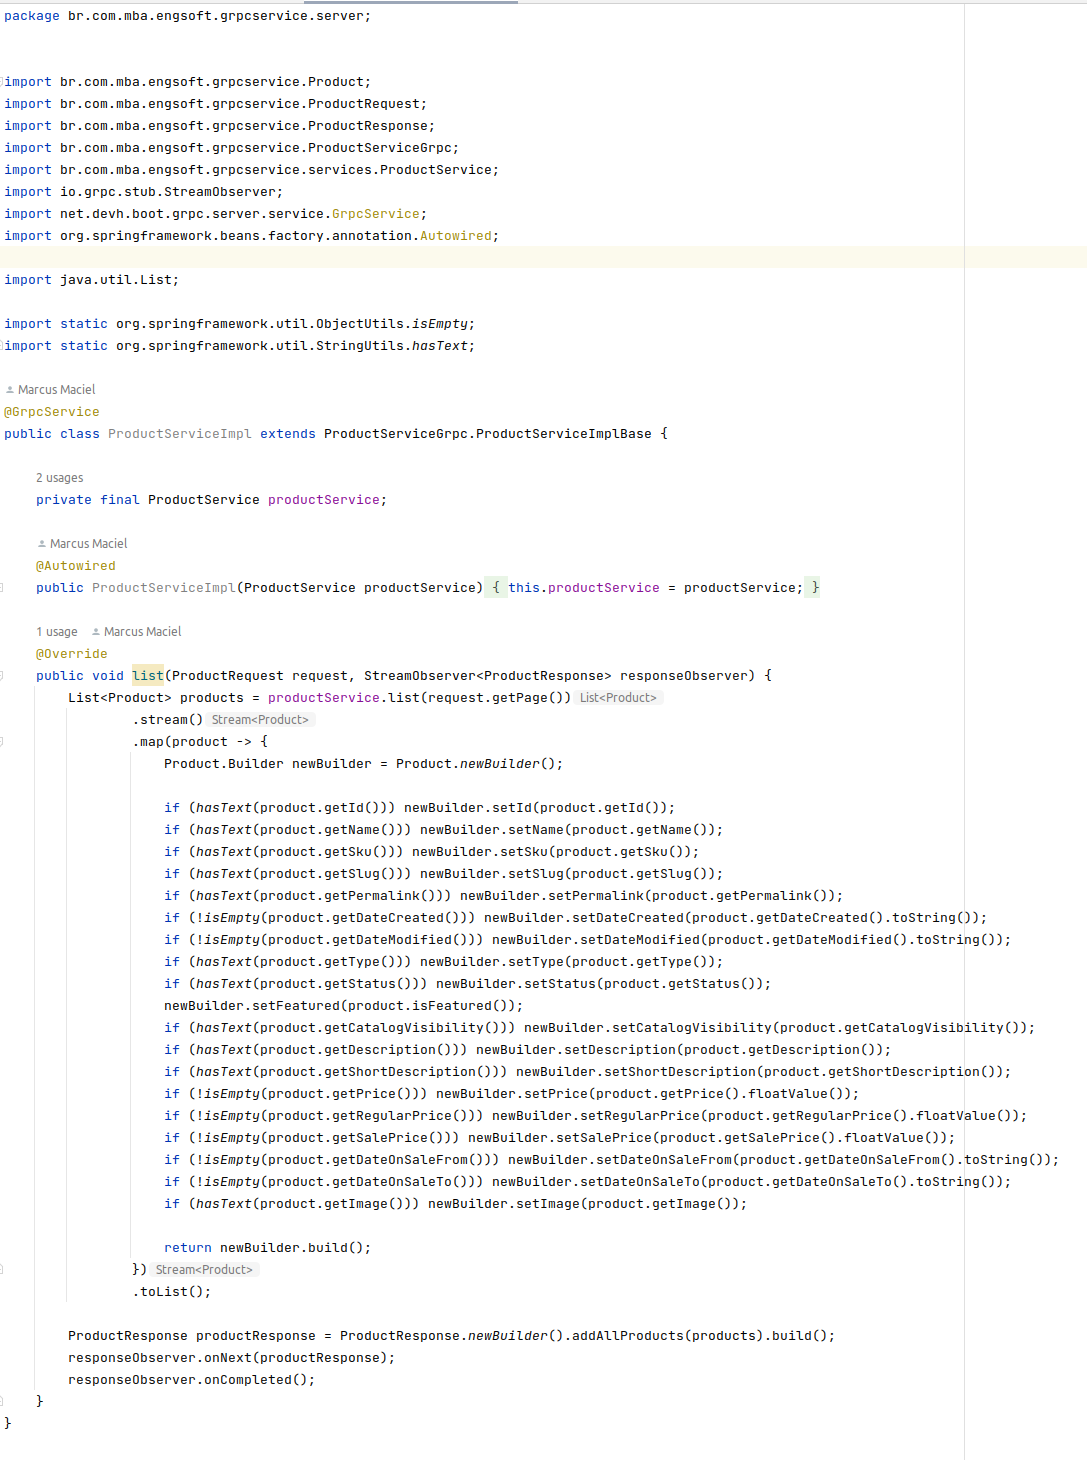 package br.com.mba.engsoft.grpcservice.server;
import br.com.mba.engsoft.grpcservice.Product;
import br.com.mba.engsoft.grpcservice.ProductRequest;
import br.com.mba.engsoft.grpcservice.ProductResponse;
import br.com.mba.engsoft.grpcservice.ProductServiceGrpc;
import br.com.mba.engsoft.grpcservice.services.ProductService;
import io.grpc.stub.StreamObserver;
import net.devh.boot.grpc.server.service.GrpcService;
import org.springframework.beans.factory.annotation.Autowired;
import java.util.List;
import static org.springframework.util.ObjectUtils.isEmpty;
import static org.springframework.util.StringUtils.hasText;
Marcus Maciel
@GrpcService
public class ProductServiceImpl extends ProductServiceGrpc.ProductServiceImplBase {
2 usages
private final ProductService productService;
Marcus Maciel
@Autowired
public ProductServiceImpl(ProductService productService) { this.productService = productService; }
1 usage Marcus Maciel
@Override
public void list(ProductRequest request, StreamObserver<ProductResponse> responseObserver) {
List<Product> products = productService.list(request.getPage()) List<Product>
.stream() Stream<Product>
.map(product -> {
Product.Builder newBuilder = Product.newBuilder();
if (hasText(product.getId())) newBuilder.setId(product.getId());
if (hasText(product.getName())) newBuilder.setName(product.getName());
if (hasText(product.getSku())) newBuilder.setSku(product.getSku());
if (hasText(product.getSlug())) newBuilder.setSlug(product.getSlug());
if (hasText(product.getPermalink())) newBuilder.setPermalink(product.getPermalink());
if (!isEmpty(product.getDateCreated())) newBuilder.setDateCreated(product.getDateCreated().toString());
if (!isEmpty(product.getDateModified())) newBuilder.setDateModified(product.getDateModified().toString());
if (hasText(product.getType())) newBuilder.setType(product.getType());
if (hasText(product.getStatus())) newBuilder.setStatus(product.getStatus());
newBuilder.setFeatured(product.isFeatured());
if (hasText(product.getCatalogVisibility())) newBuilder.setCatalogVisibility(product.getCatalogVisibility());
if (hasText(product.getDescription())) newBuilder.setDescription(product.getDescription());
if (hasText(product.getShortDescription())) newBuilder.setShortDescription(product.getShortDescription());
if (!isEmpty(product.getPrice())) newBuilder.setPrice(product.getPrice().floatValue());
if (!isEmpty(product.getRegularPrice())) newBuilder.setRegularPrice(product.getRegularPrice().floatValue());
if (!isEmpty(product.getSalePrice())) newBuilder.setSalePrice(product.getSalePrice().floatValue());
if (!isEmpty(product.getDateOnSaleFrom())) newBuilder.setDateOnSaleFrom(product.getDateOnSaleFrom().toString());
if (!isEmpty(product.getDateOnSaleTo())) newBuilder.setDateOnSaleTo(product.getDateOnSaleTo().toString());
if (hasText(product.getImage())) newBuilder.setImage(product.getImage());
return newBuilder.build();
}) Stream<Product>
.toList();
ProductResponse productResponse = ProductResponse.newBuilder().addAllProducts(products).build();
responseObserver.onNext(productResponse);
responseObserver.onCompleted();
}
}